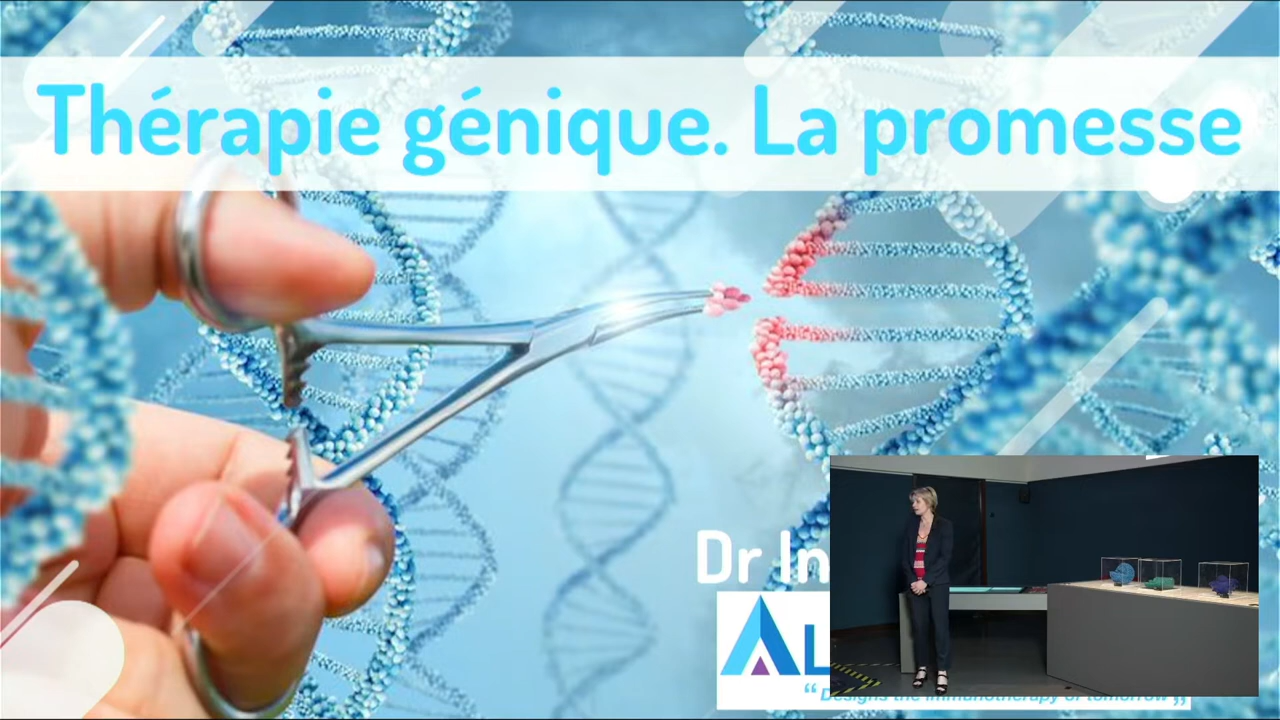 Thérapie génique. La promesse
Dr In
AL
“ Designs the immunotherapy of tomorrow ”